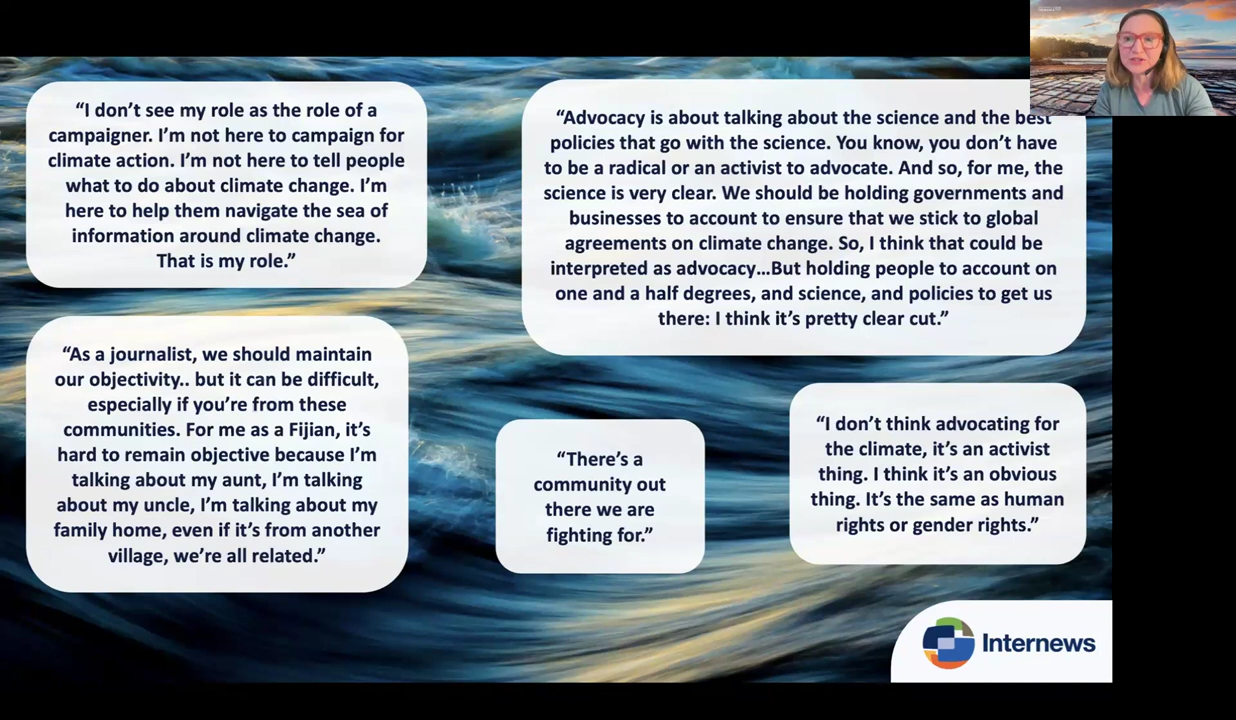 “I don’t see my role as the role of a
campaigner. I’m not here to campaign for
climate action. I’m not here to tell people
what to do about climate change. I’m
here to help them navigate the sea of
information around climate change.
That is my role.”
“Advocacy is about talking about the science and the best
policies that go with the science. You know, you don’t have
to be a radical or an activist to advocate. And so, for me, the
science is very clear. We should be holding governments and
businesses to account to ensure that we stick to global
agreements on climate change. So, I think that could be
interpreted as advocacy…But holding people to account on
one and a half degrees, and science, and policies to get us
there: I think it’s pretty clear cut.”
“As a journalist, we should maintain
our objectivity.. but it can be difficult,
especially if you’re from these
communities. For me as a Fijian, it’s
hard to remain objective because I’m
talking about my aunt, I’m talking
about my uncle, I’m talking about my
family home, even if it’s from another
village, we’re all related.”
“There’s a
community out
there we are
fighting for.”
“I don’t think advocating for
the climate, it’s an activist
thing. I think it’s an obvious
thing. It’s the same as human
rights or gender rights.”
Internews